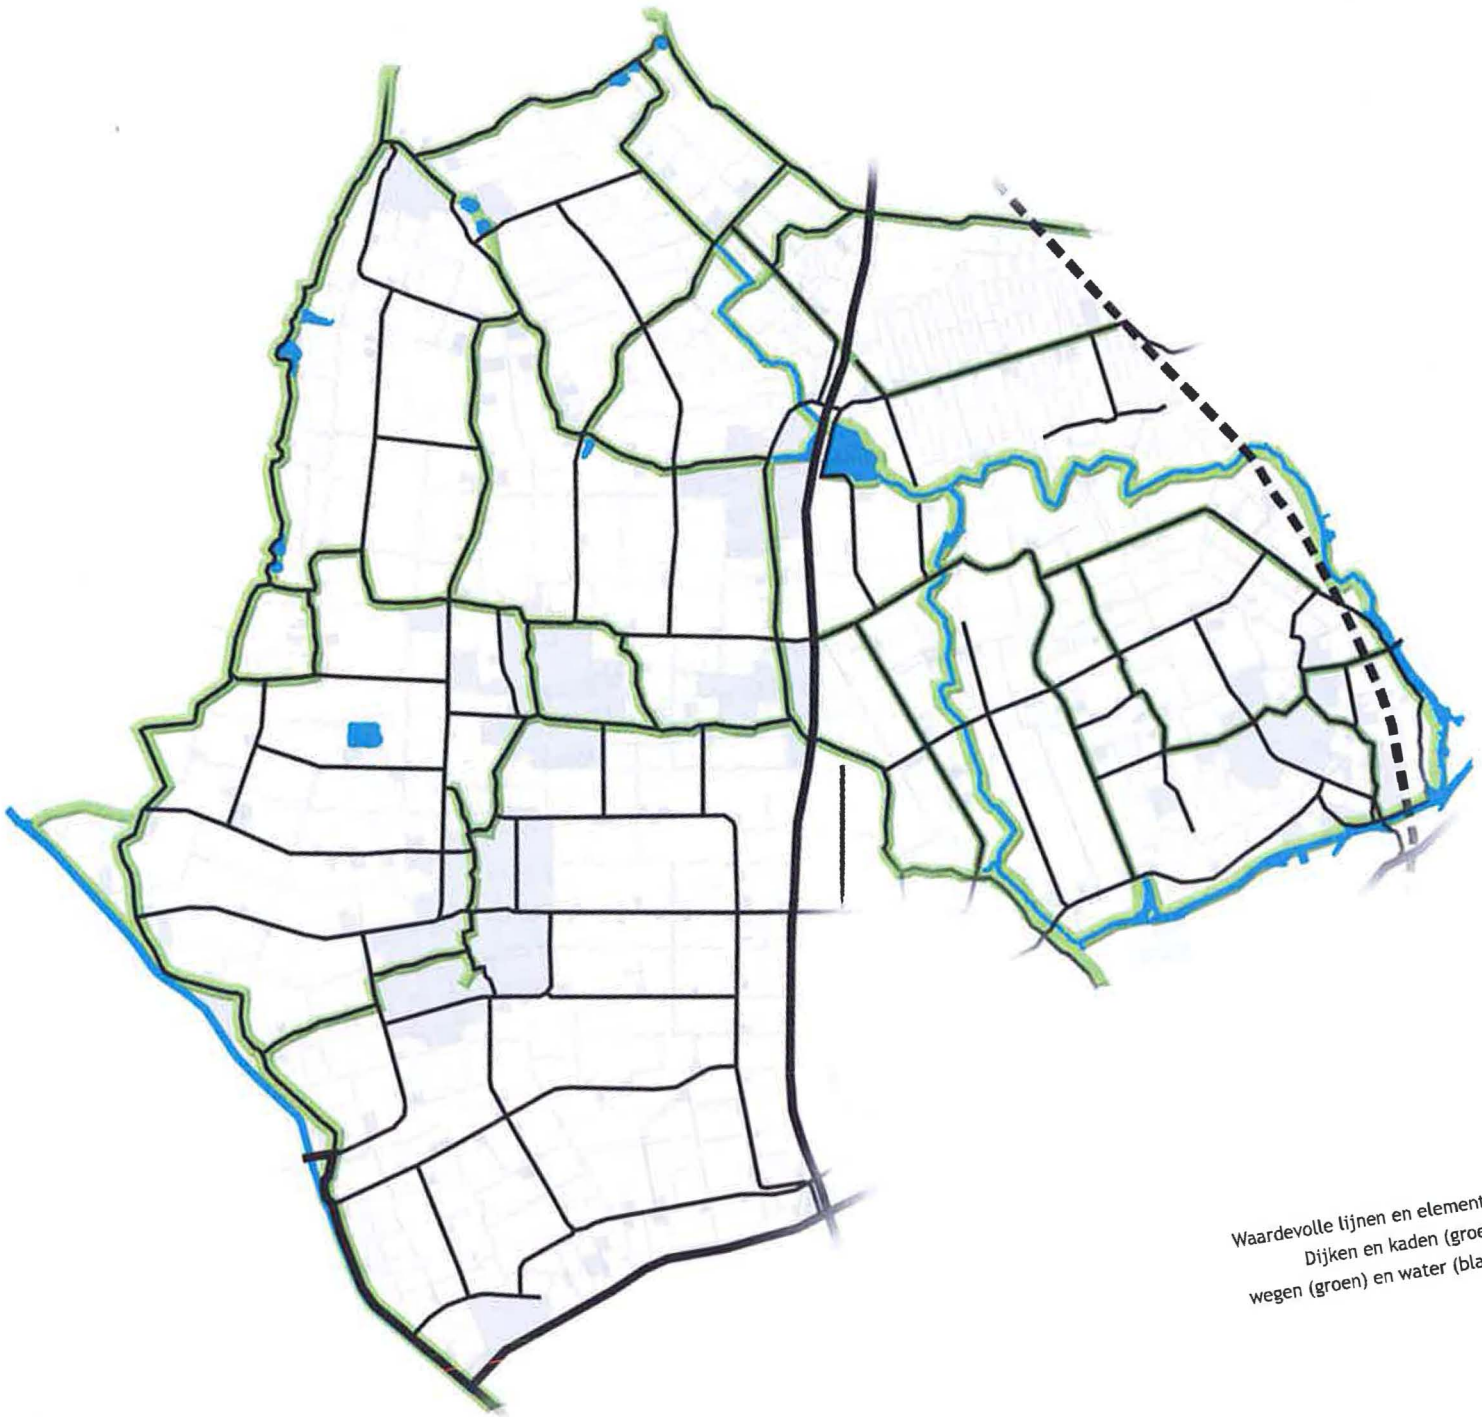 Waardevolle lijnen en element
Dijken en kaden (groe
wegen (groen) en water (bla